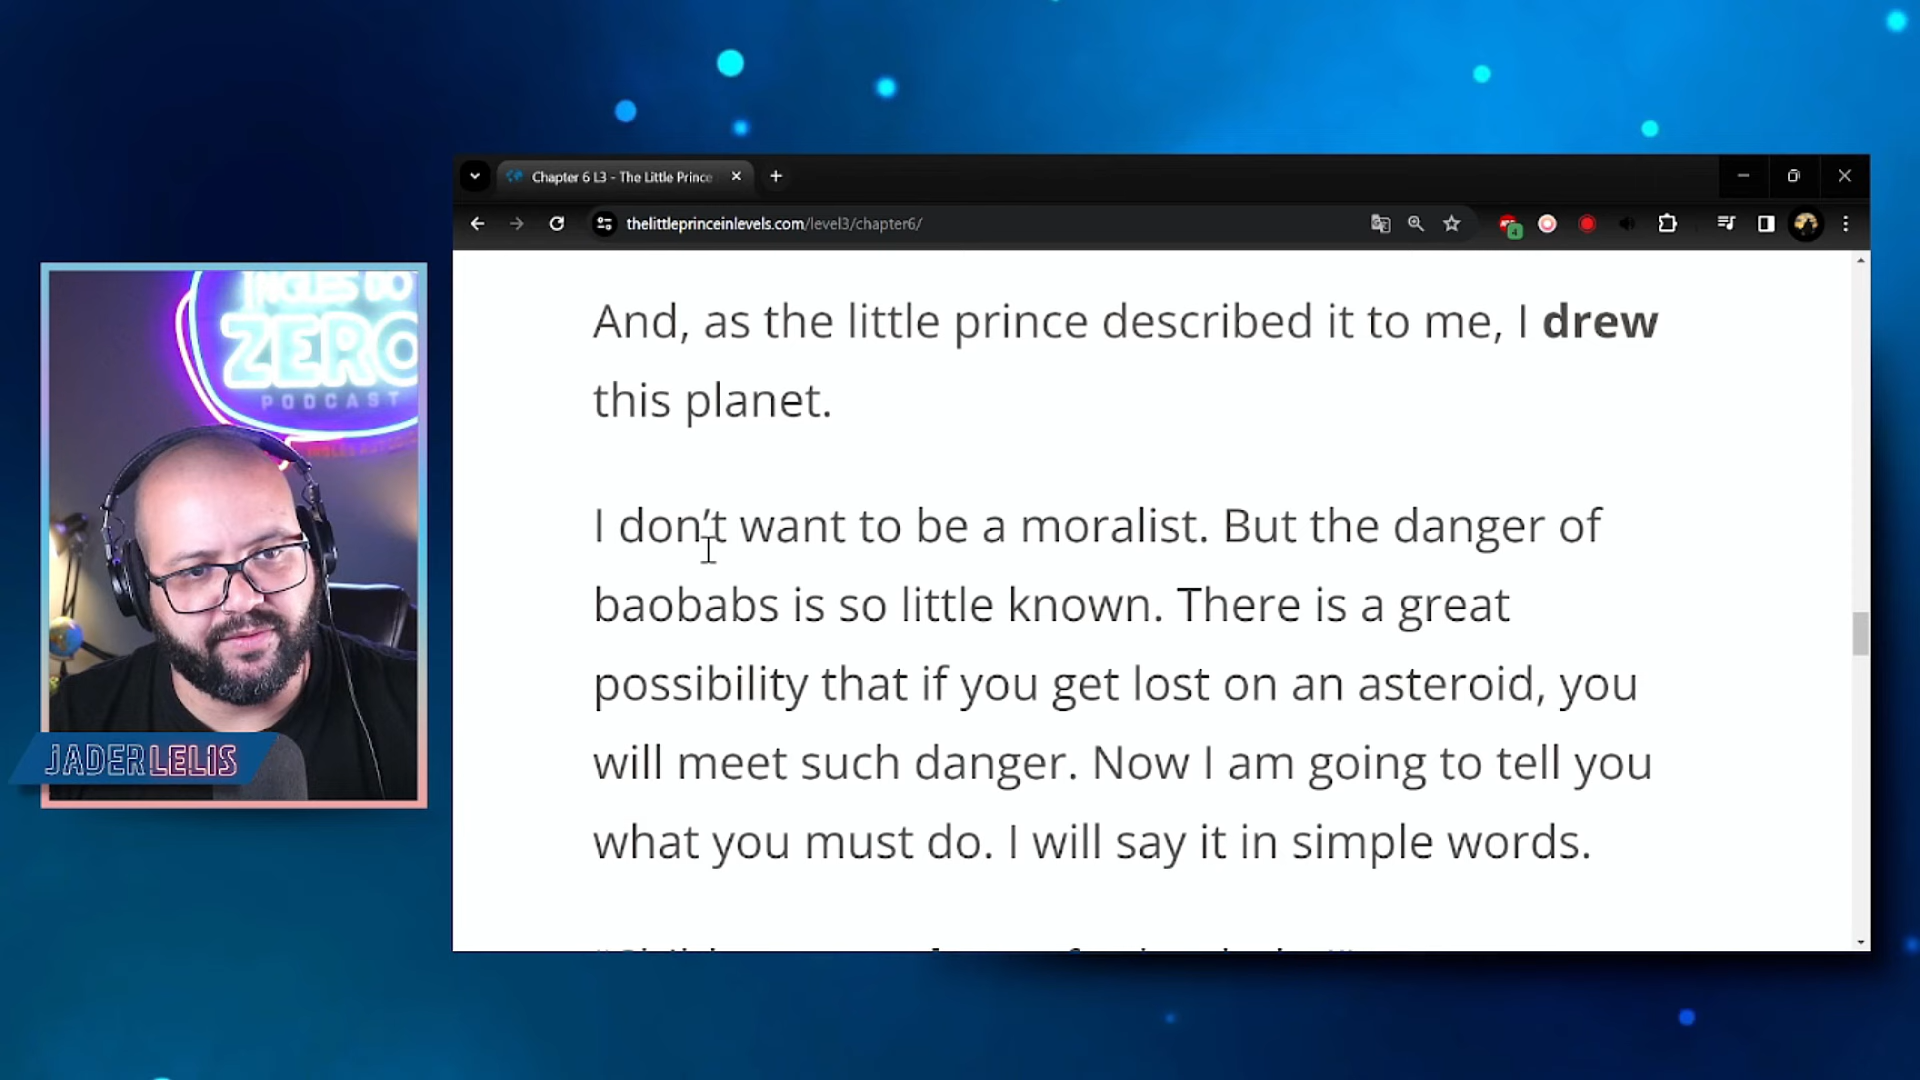 Chapter 6 L3 - The Little Prince
thelittleprinceinlevels.com/level3/chapter6/
4
And, as the little prince described it to me, I drew
this planet.
I don't want to be a moralist. But the danger of
baobabs is so little known. There is a great
possibility that if you get lost on an asteroid, you
will meet such danger. Now I am going to tell you
what you must do. I will say it in simple words.
ZERO
PODCAST
JADERLELIS